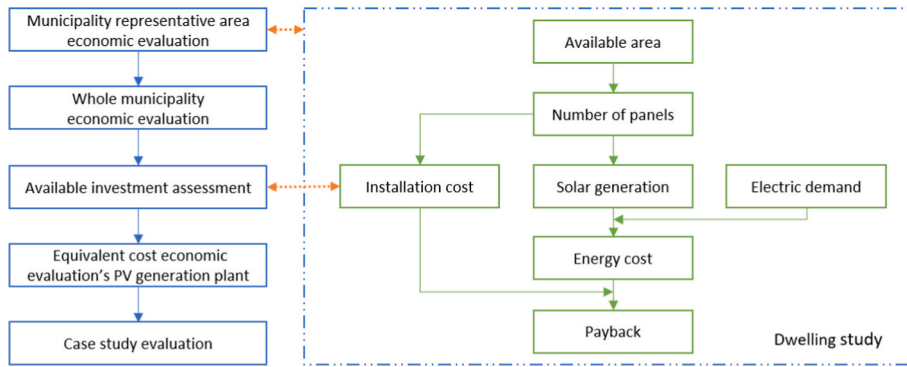 Municipality representative area
economic evaluation
Whole municipality
economic evaluation
Available investment assessment
Equivalent cost economic
evaluation's PV generation plant
Case study evaluation
Available area
Number of panels
Installation cost
Solar generation
Electric demand
Energy cost
Payback
Dwelling study